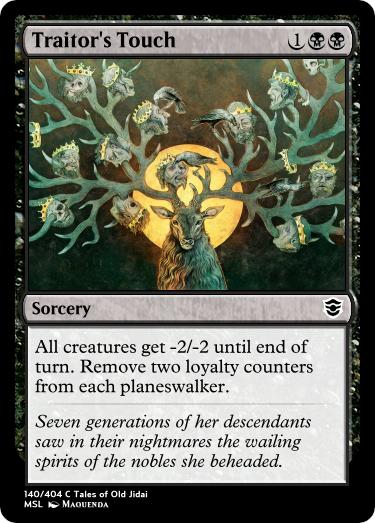 Traitor's Touch 1
Sorcery
All creatures get -2/-2 until end of
turn. Remove two loyalty counters
from each planeswalker.
Seven generations of her descendants
saw in their nightmares the wailing
spirits of the nobles she beheaded.
140/404 C Tales of Old Jidai
MSL Maquenda